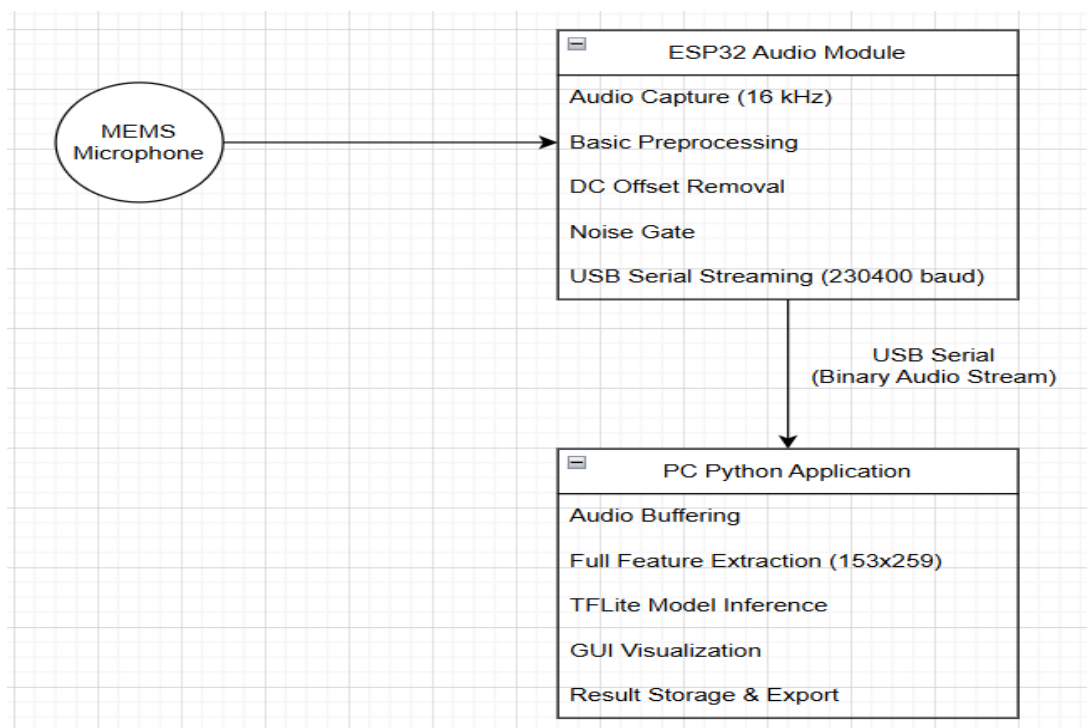 MEMS
Microphone
ESP32 Audio Module
Audio Capture (16 kHz)
Basic Preprocessing
DC Offset Removal
Noise Gate
USB Serial Streaming (230400 baud)
USB Serial
(Binary Audio Stream)
PC Python Application
Audio Buffering
Full Feature Extraction (153x259)
TFLite Model Inference
GUI Visualization
Result Storage & Export